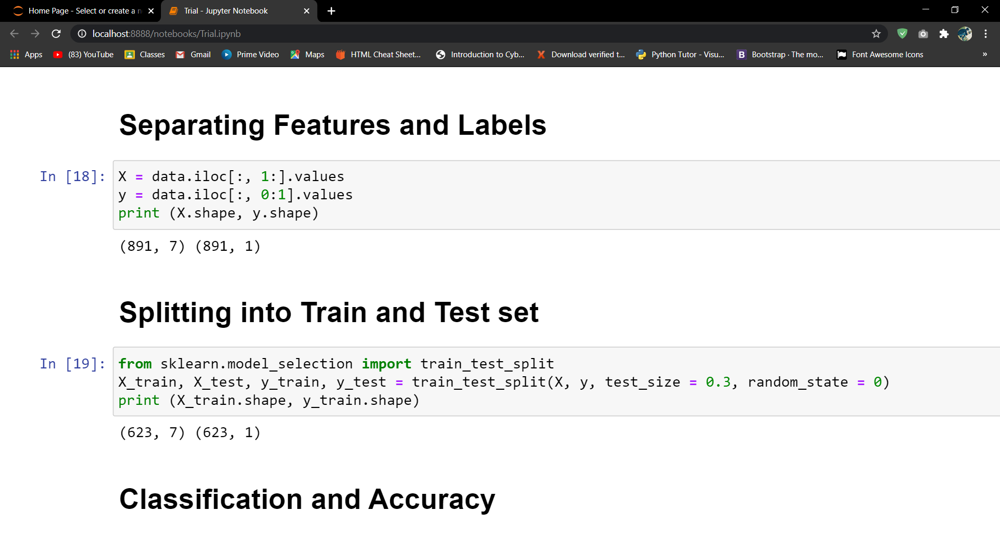 Home Page - Select or create a n
Trial - Jupyter Notebook
localhost:8888/notebooks/Trial.ipynb
Apps
(83) YouTube
Classes
Gmail
Prime Video
Maps
HTML Cheat Sheet...
Introduction to Cyb...
Download verified t...
Python Tutor - Visu...
B
Bootstrap · The mo...
Font Awesome Icons
»
Separating Features and Labels
In [18]:
X = data.iloc[:, 1:].values
y = data.iloc[:, 0:1].values
print (X.shape, y.shape)
(891, 7) (891, 1)
Splitting into Train and Test set
In [19]:
from sklearn.model_selection import train_test_split
X_train, X_test, y_train, y_test = train_test_split(X, y, test_size = 0.3, random_state = 0)
print (X_train.shape, y_train.shape)
(623, 7) (623, 1)
Classification and Accuracy